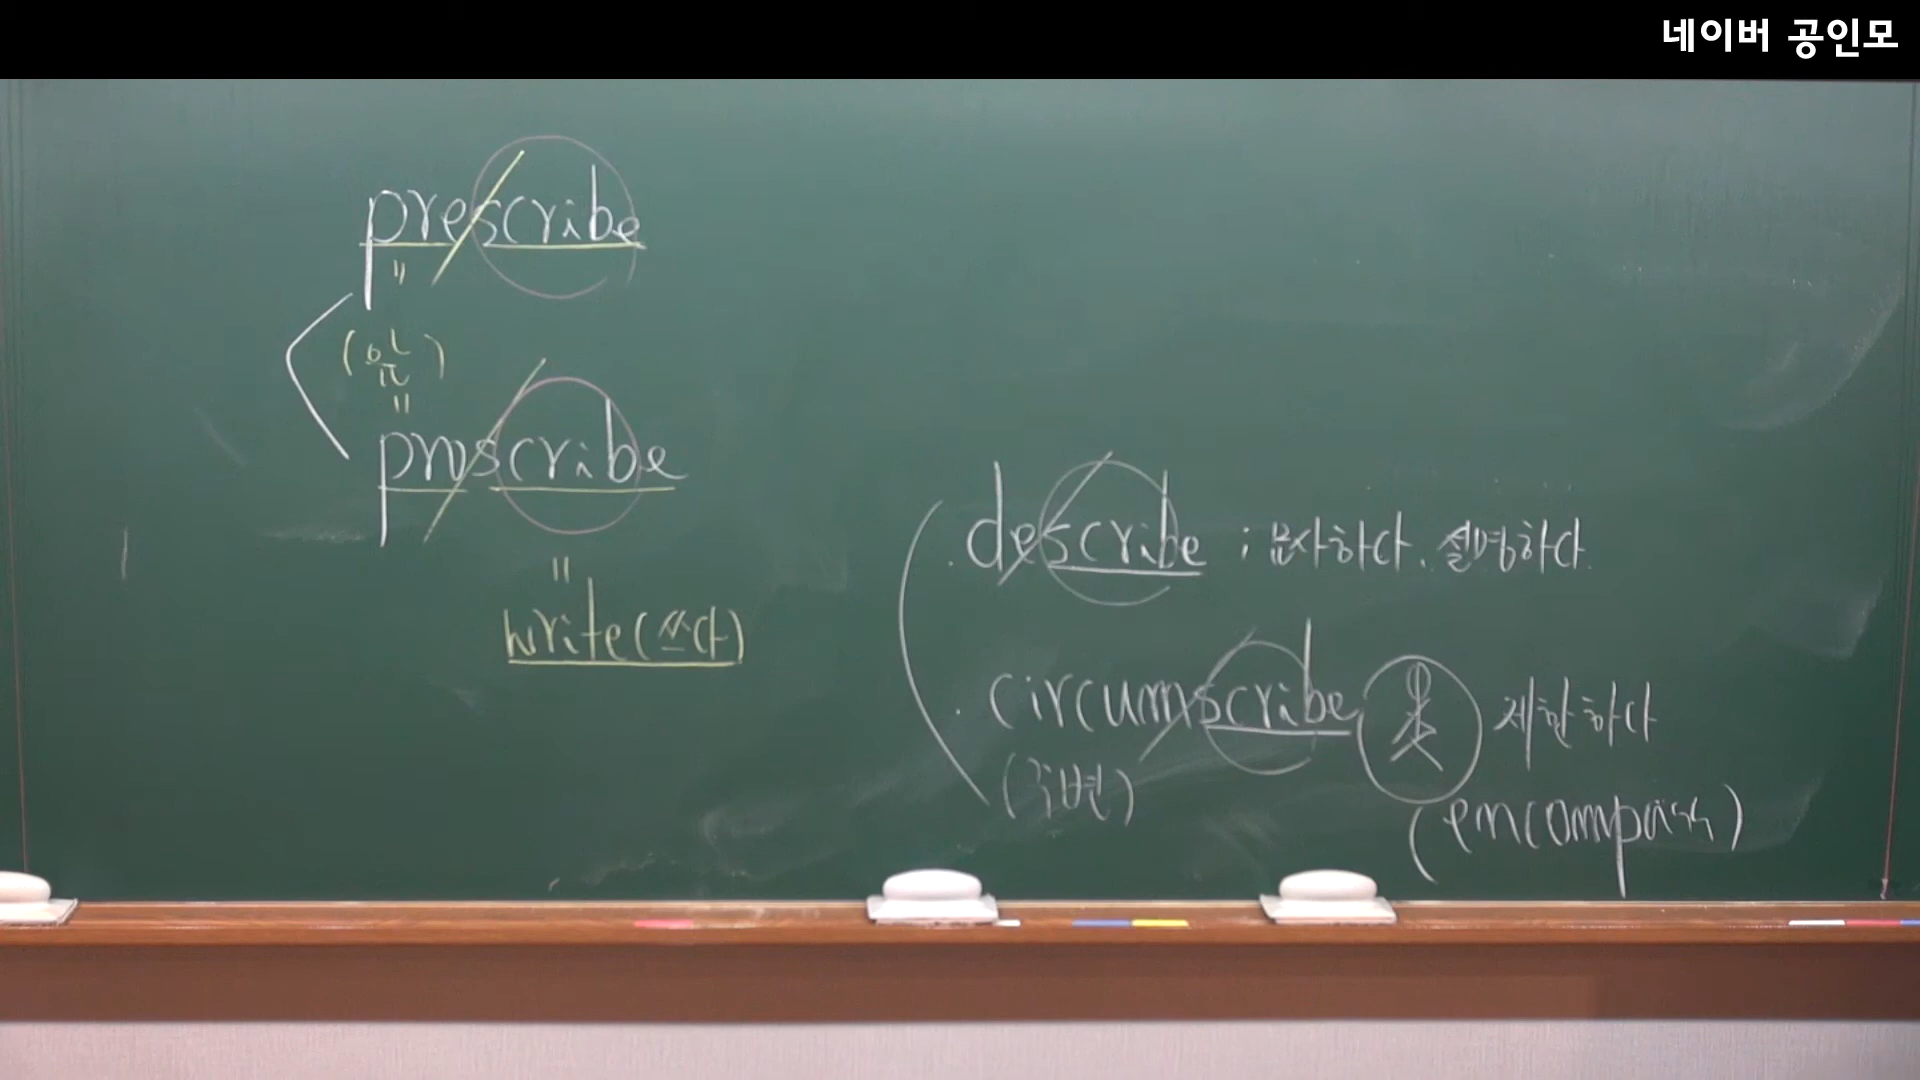 네이버 공인모
prescribe
"
(앞)
"
proscribe
"
write(쓰다)
. describe ; 묘사하다. 설명하다.
. circumscribe 제한하다
(주변)
(encompass)